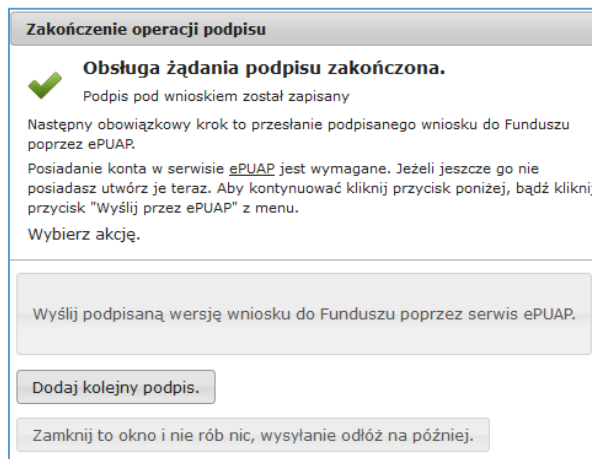 Zakończenie operacji podpisu
Obsługa żądania podpisu zakończona.
Podpis pod wnioskiem został zapisany
Następny obowiązkowy krok to przesłanie podpisanego wniosku do Funduszu
poprzez ePUAP.
Posiadanie konta w serwisie ePUAP jest wymagane. Jeżeli jeszcze go nie
posiadasz utwórz je teraz. Aby kontynuować kliknij przycisk poniżej, bądź kliknij
przycisk "Wyślij przez ePUAP" z menu.
Wybierz akcję.
Wyślij podpisaną wersję wniosku do Funduszu poprzez serwis ePUAP.
Dodaj kolejny podpis.
Zamknij to okno i nie rób nic, wysyłanie odłóż na później.